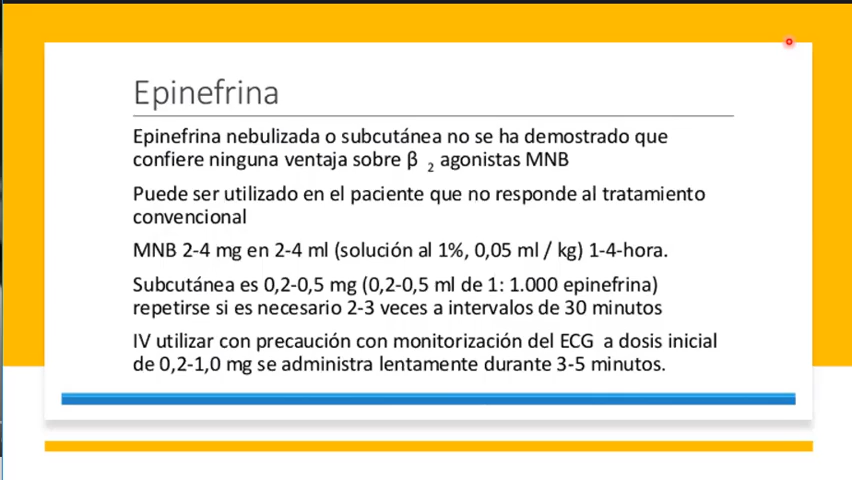 Epinefrina
Epinefrina nebulizada o subcutánea no se ha demostrado que
confiere ninguna ventaja sobre β 2 agonistas MNB
Puede ser utilizado en el paciente que no responde al tratamiento
convencional
MNB 2-4 mg en 2-4 ml (solución al 1%, 0,05 ml / kg) 1-4-hora.
Subcutánea es 0,2-0,5 mg (0,2-0,5 ml de 1: 1.000 epinefrina)
repetirse si es necesario 2-3 veces a intervalos de 30 minutos
IV utilizar con precaución con monitorización del ECG a dosis inicial
de 0,2-1,0 mg se administra lentamente durante 3-5 minutos.